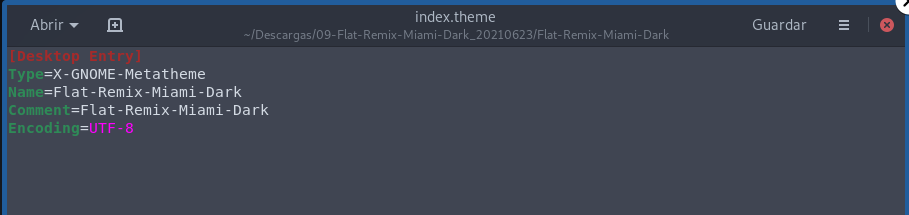 index.theme
Abrir
~/Descargas/09-Flat-Remix-Miami-Dark_20210623/Flat-Remix-Miami-Dark
Guardar
[Desktop Entry]
Type=X-GNOME-Metatheme
Name=Flat-Remix-Miami-Dark
Comment=Flat-Remix-Miami-Dark
Encoding=UTF-8